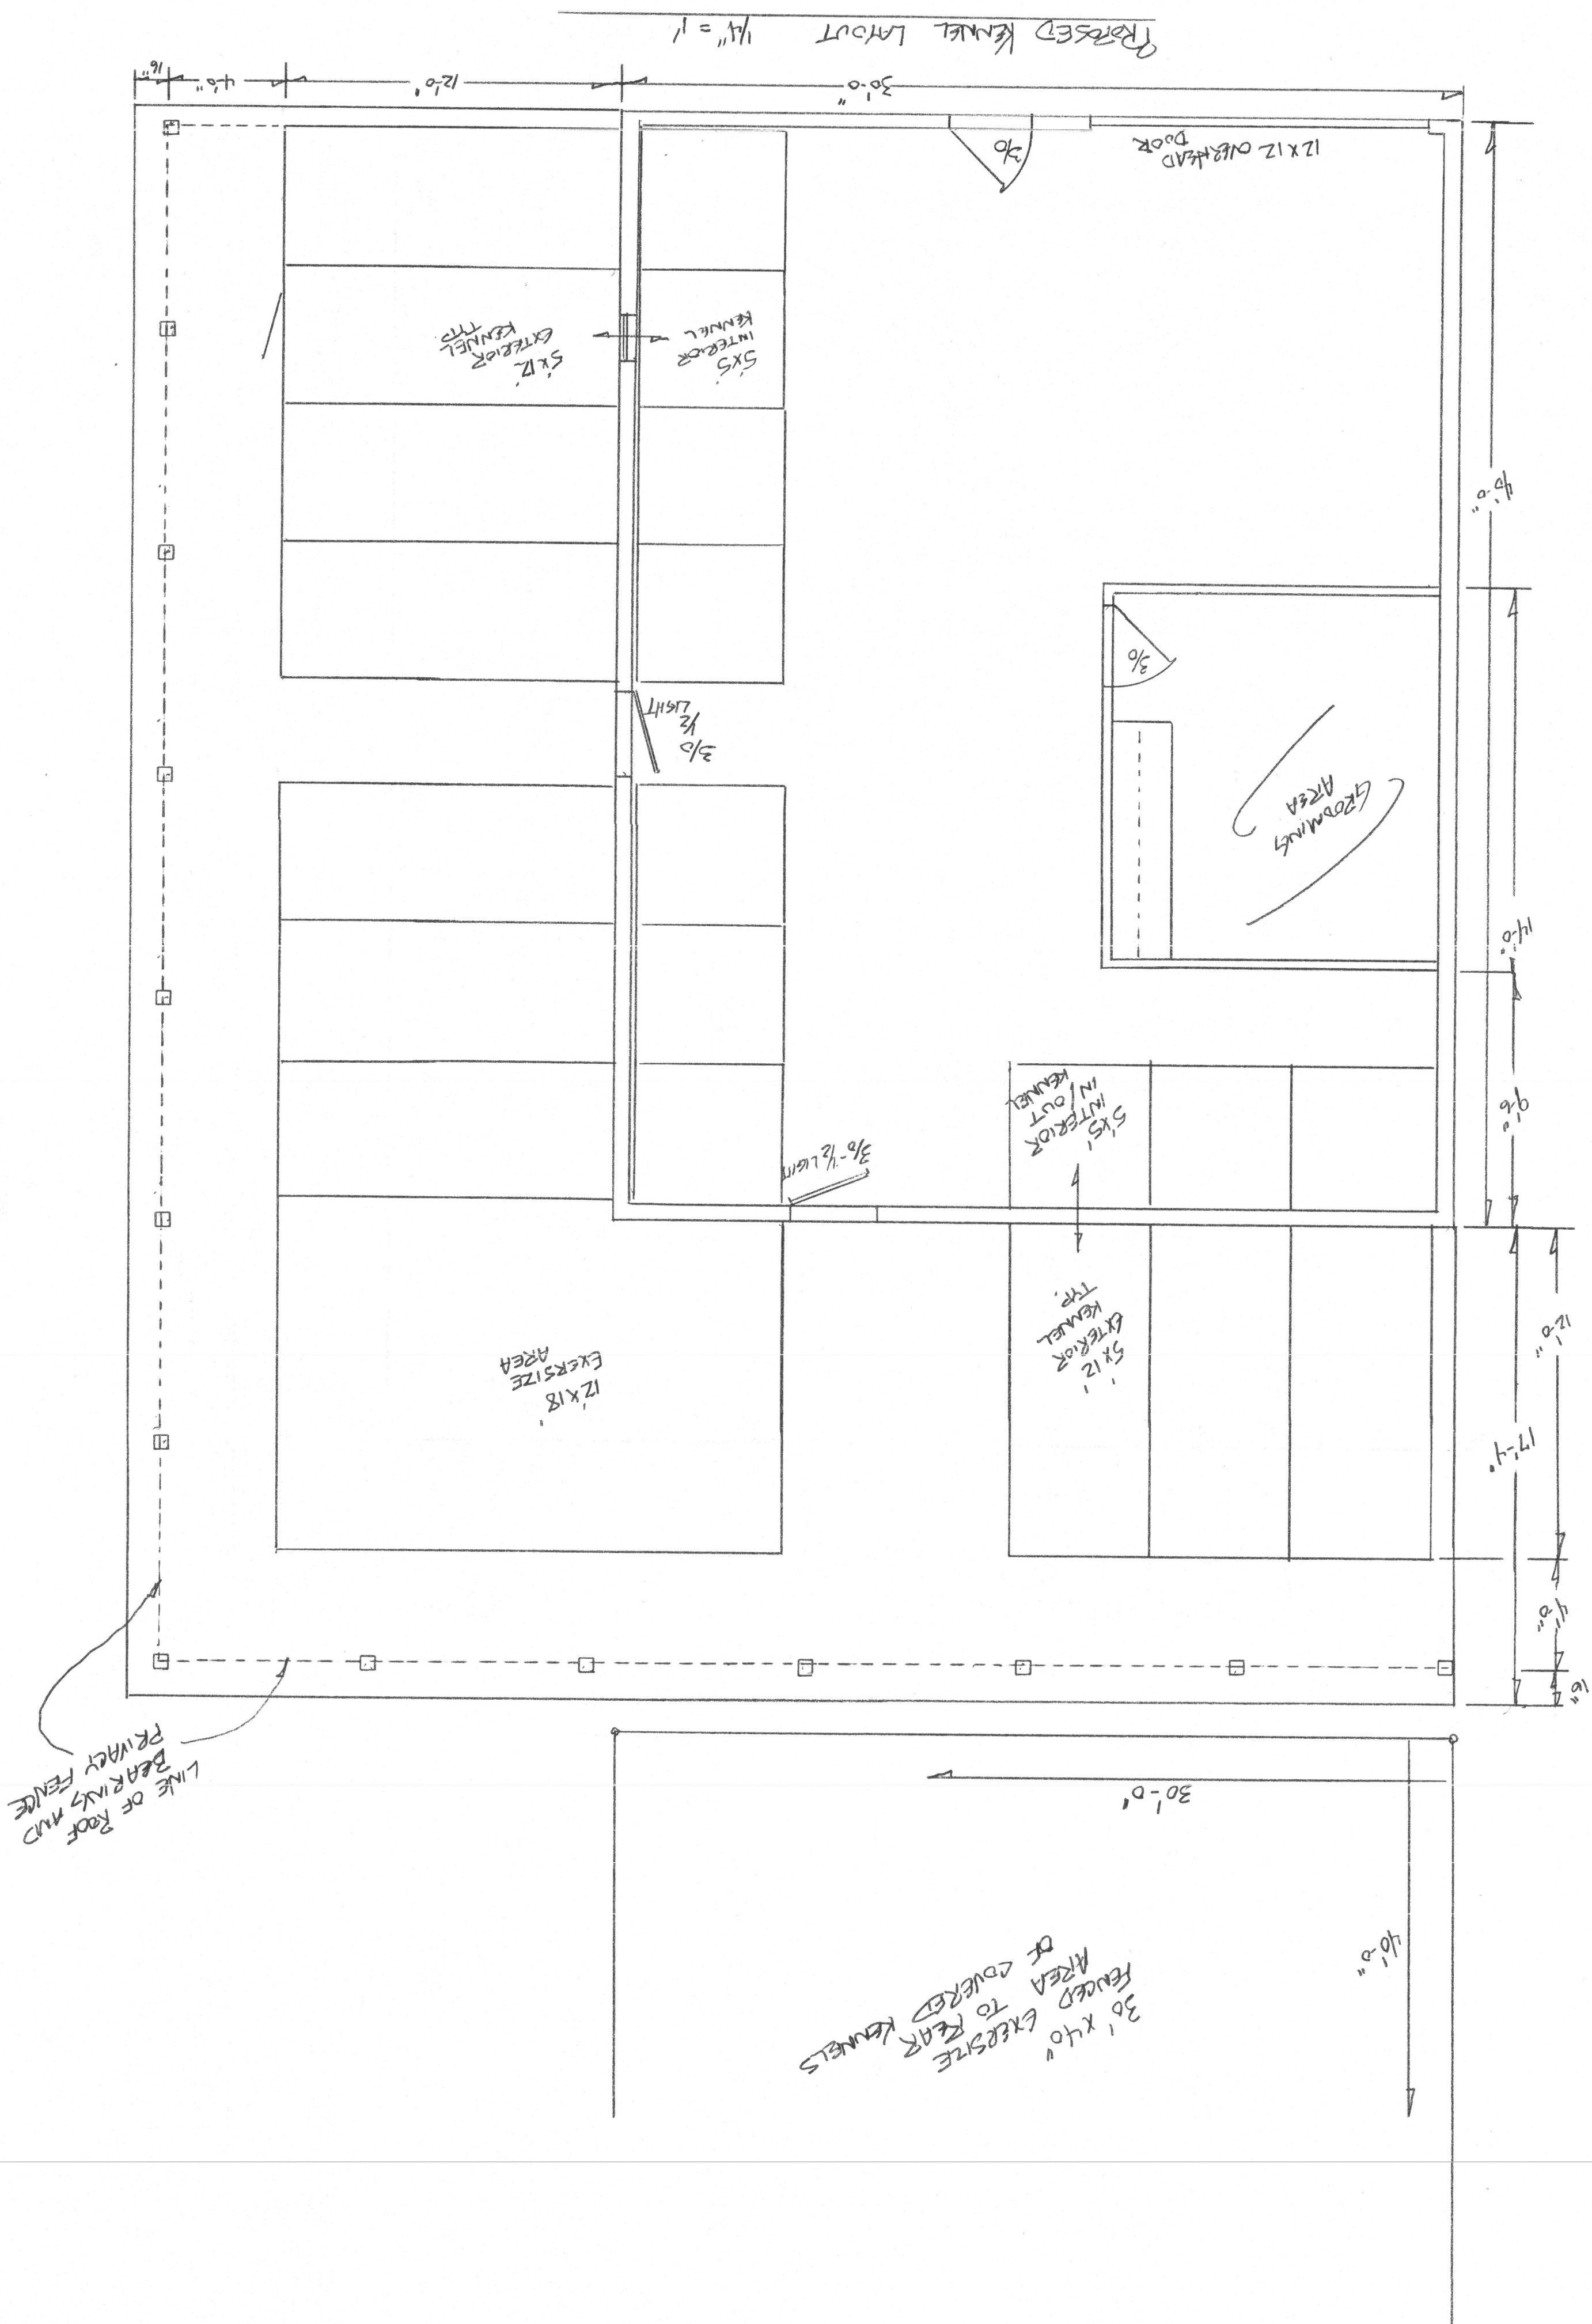 PROPOSED KENNEL LAYOUT 1/4" = 1'
30'-0"
12'-0"
4'-0"
16"
12 X 12 OVERHEAD
DOOR
3/0
5'X5'
INTERIOR
KENNEL
5'X12'
EXTERIOR
KENNEL
TYP.
40'-0"
3/0
1/2
LIGHT
3/0
GROOMING
AREA
14'-0"
9'-6"
5'X5'
INTERIOR
IN/OUT
KENNEL
3/0-1/2 LIGHT
5'X12'
EXTERIOR
KENNEL
TYP.
12'X18'
EXERSIZE
AREA
12'-0"
17'-4"
4'-0"
16"
LINE OF ROOF
BEARING AND
PRIVACY FENCE
30'-0"
40'-0"
30' X 40"
FENCED EXERSIZE
AREA TO REAR
OF COVERED KENNELS